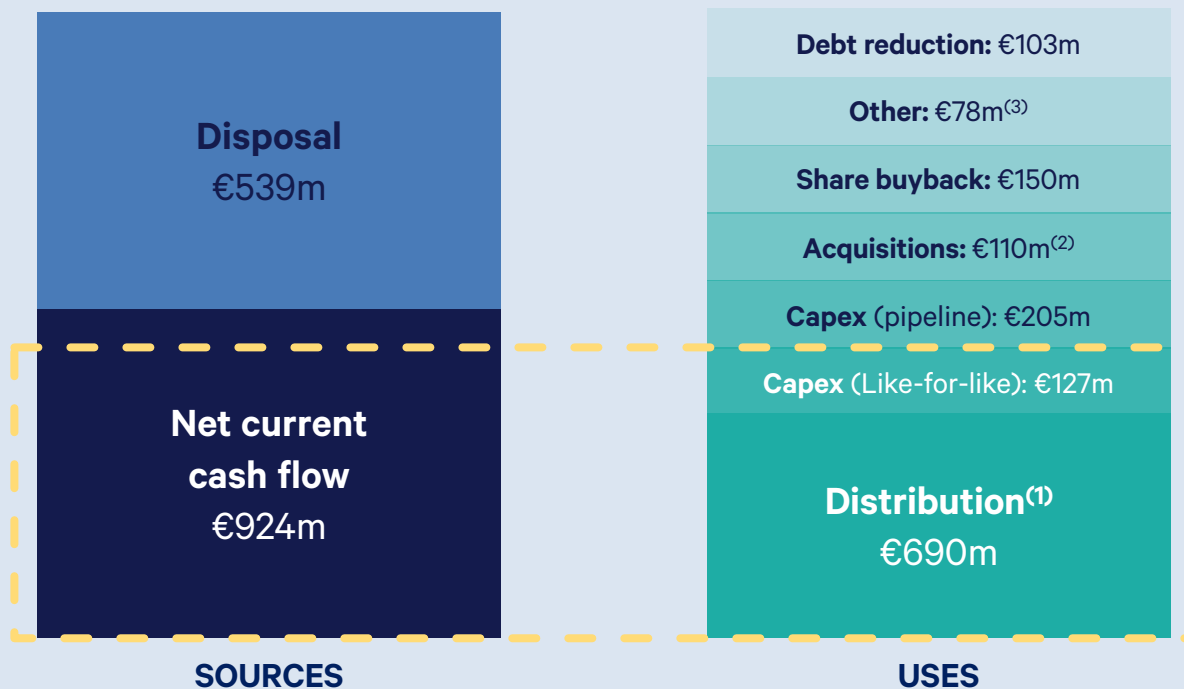 Disposal
€539m
Net current
cash flow
€924m
SOURCES
Debt reduction: €103m
Other: €78m(3)
Share buyback: €150m
Acquisitions: €110m(2)
Capex (pipeline): €205m
Capex (Like-for-like): €127m
Distribution(1)
€690m
USES